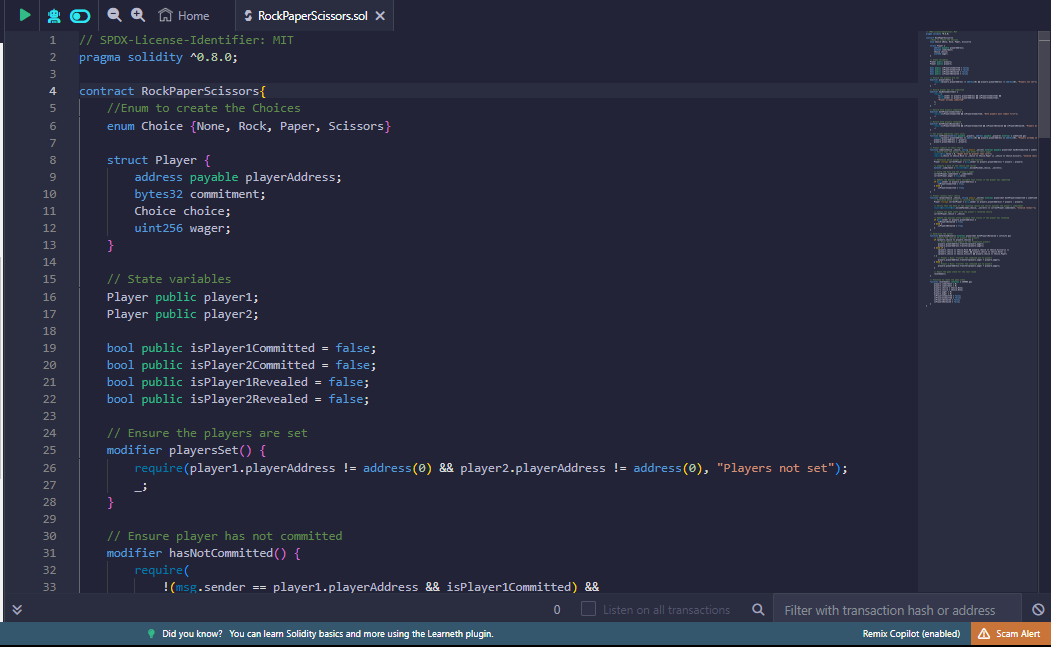 Home
RockPaperScissors.sol
1 // SPDX-License-Identifier: MIT
2 pragma solidity ^0.8.0;
3
4 contract RockPaperScissors{
5 //Enum to create the Choices
6 enum Choice {None, Rock, Paper, Scissors}
7
8 struct Player {
9 address payable playerAddress;
10 bytes32 commitment;
11 Choice choice;
12 uint256 wager;
13 }
14
15 // State variables
16 Player public player1;
17 Player public player2;
18
19 bool public isPlayer1Committed = false;
20 bool public isPlayer2Committed = false;
21 bool public isPlayer1Revealed = false;
22 bool public isPlayer2Revealed = false;
23
24 // Ensure the players are set
25 modifier playersSet() {
26 require(player1.playerAddress != address(0) && player2.playerAddress != address(0), "Players not set");
27 _;
28 }
29
30 // Ensure player has not committed
31 modifier hasNotCommitted() {
32 require(
33 !(msg.sender == player1.playerAddress && isPlayer1Committed) &&
0 Listen on all transactions Filter with transaction hash or address
Did you know? You can learn Solidity basics and more using the Learneth plugin. Remix Copilot (enabled) Scam Alert